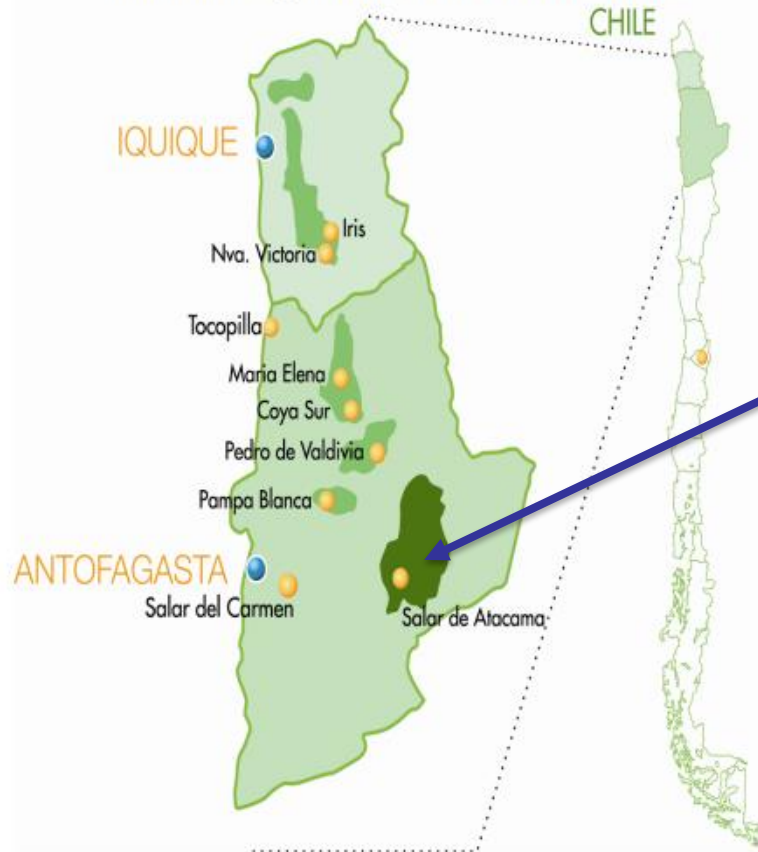 CHILE
IQUIQUE
Iris
Nva. Victoria
Tocopilla
Maria Elena
Coya Sur
Pedro de Valdivia
Pampa Blanca
ANTOFAGASTA
Salar del Carmen
Salar de Atacama